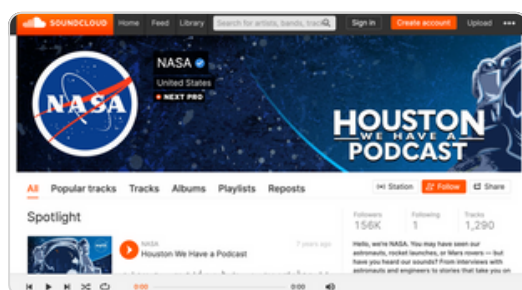 SOUNDCLOUD Home Feed Library Search for artists, bands, tracks Sign in Create account Upload
NASA
United States
NEXT PRO
NASA
HOUSTON
WE HAVE A
PODCAST
All Popular tracks Tracks Albums Playlists Reposts Station Follow Share
Spotlight
Followers Following Tracks
156K 1 1,290
NASA 7 years ago
Houston We Have a Podcast
Hello, we're NASA. You may have seen our
astronauts, rocket launches, or Mars rovers — but
have you heard our sounds? From interviews with
astronauts and engineers to stories that take you on
0:00 0:00